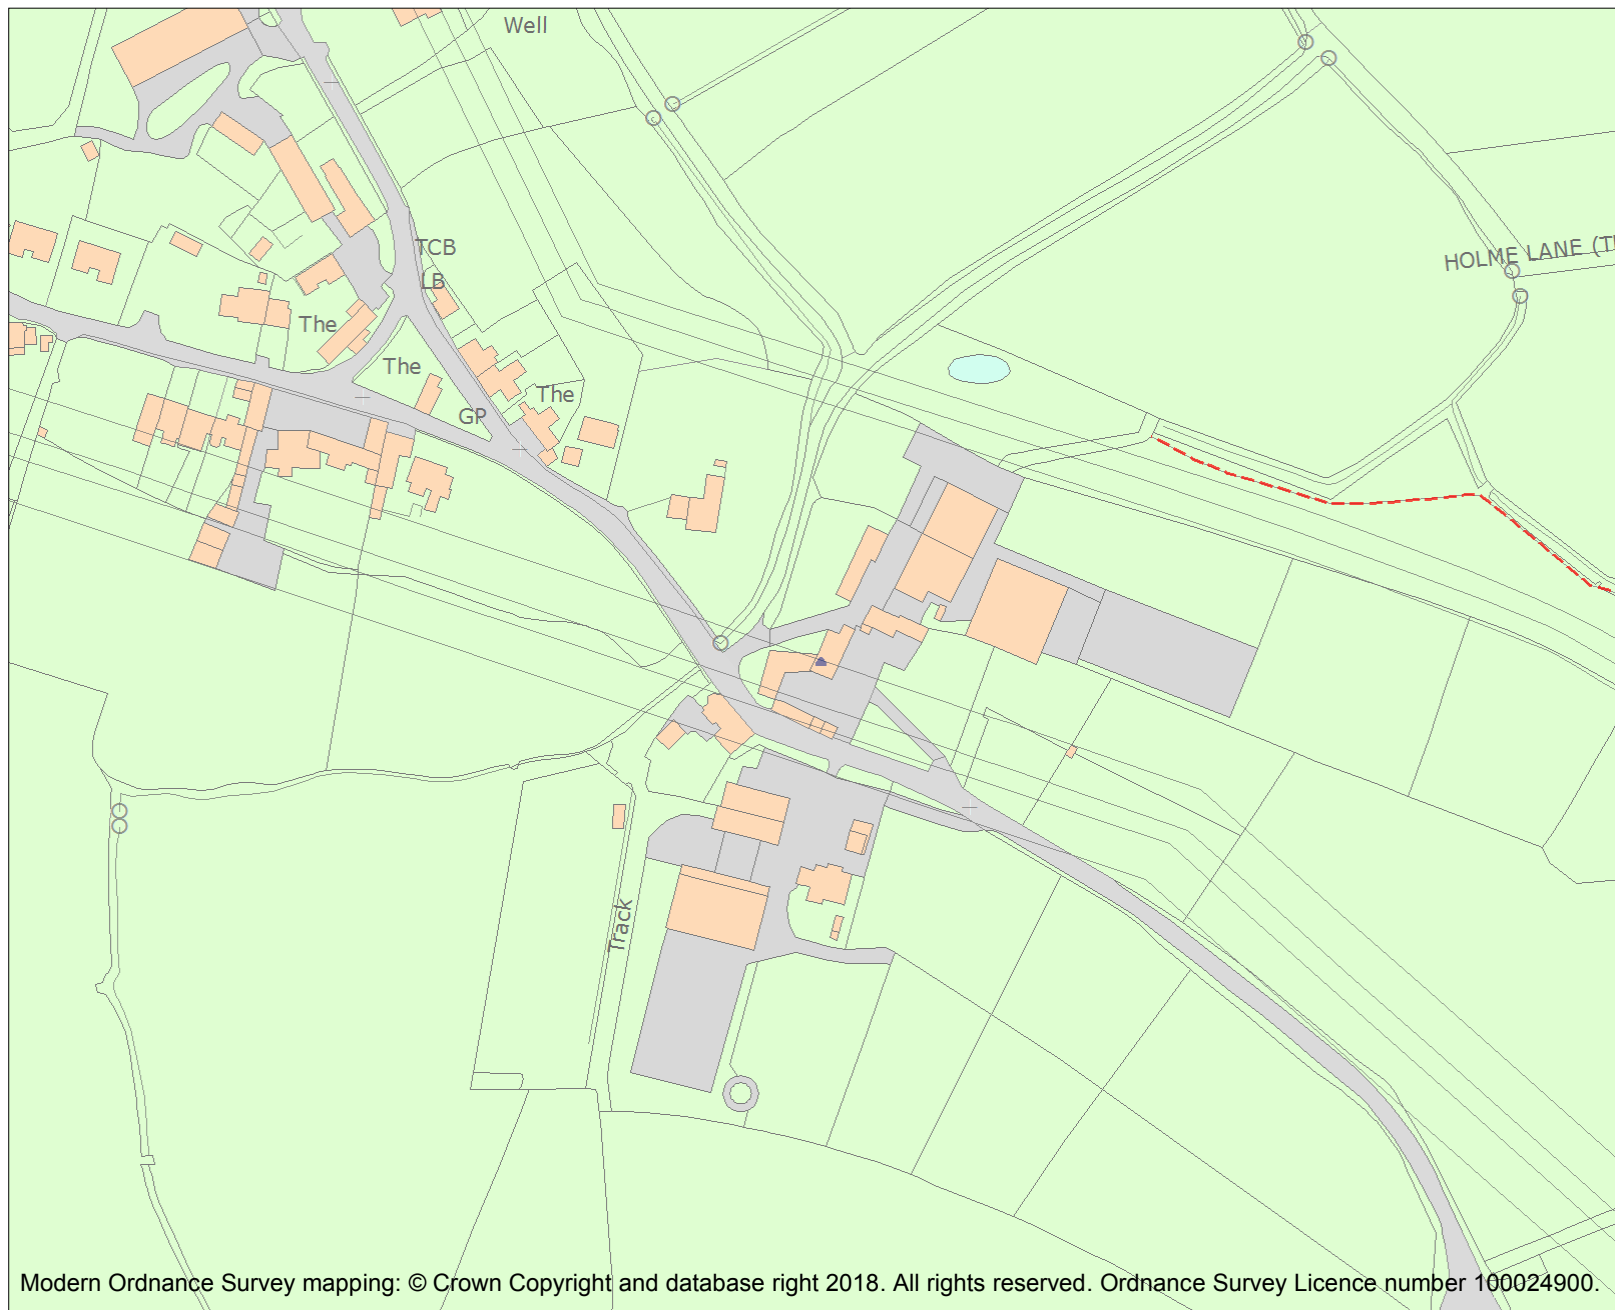 Well
TCB
HOLME LANE (T
LB
The
The
The
GP
Track
Modern Ordnance Survey mapping: © Crown Copyright and database right 2018. All rights reserved. Ordnance Survey Licence number 100024900.